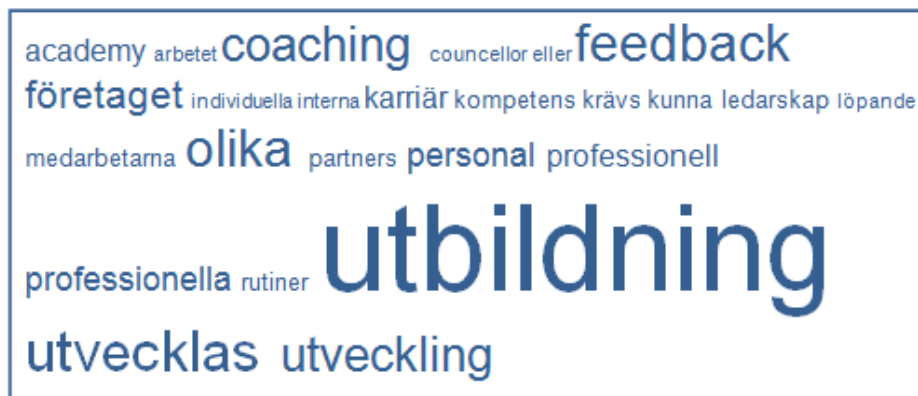 academy arbetet coaching councellor eller feedback
företaget individuella interna karriär kompetens krävs kunna ledarskap löpande
medarbetarna olika partners personal professionell
professionella rutiner utbildning
utvecklas utveckling